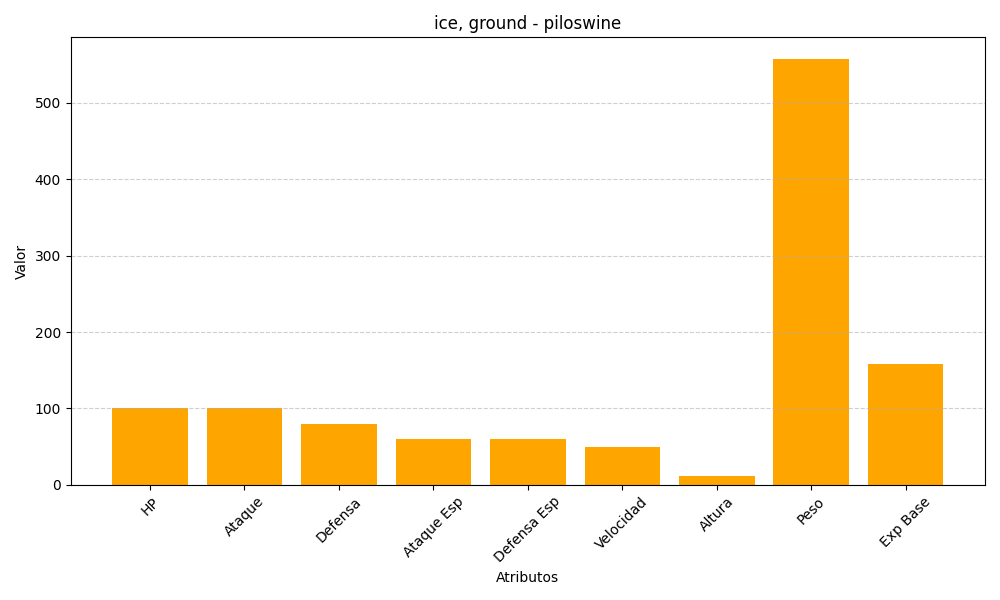 ice, ground - piloswine
Valor
500
400
300
200
100
0
HP
Ataque
Defensa
Ataque Esp
Defensa Esp
Velocidad
Altura
Peso
Exp Base
Atributos